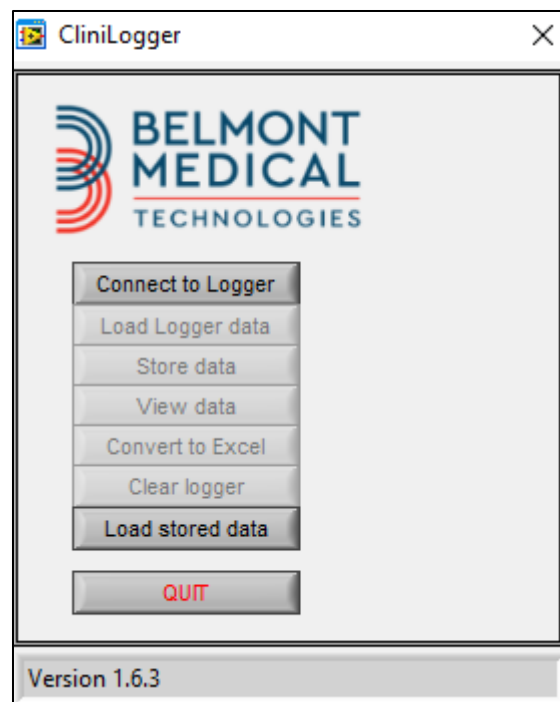 CliniLogger
BELMONT
MEDICAL
TECHNOLOGIES
Connect to Logger
Load Logger data
Store data
View data
Convert to Excel
Clear logger
Load stored data
QUIT
Version 1.6.3